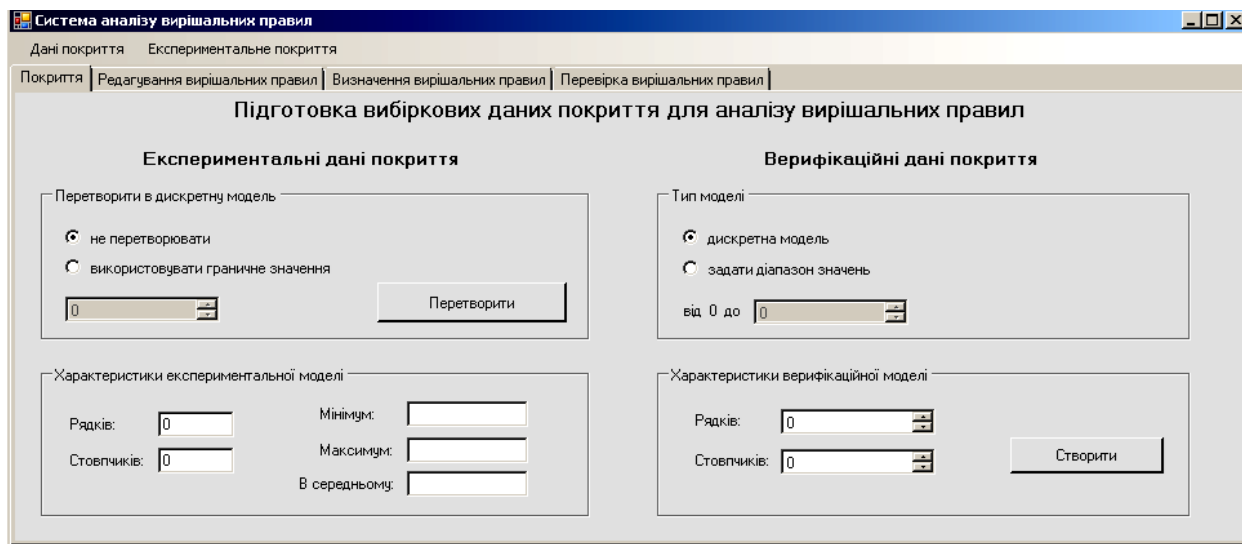 Система аналізу вирішальних правил
Дані покриття Експериментальне покриття
Покриття Редагування вирішальних правил Визначення вирішальних правил Перевірка вирішальних правил
Підготовка вибіркових даних покриття для аналізу вирішальних правил
Експериментальні дані покриття
Перетворити в дискретну модель
не перетворювати
використовувати граничне значення
0
Перетворити
Характеристики експериментальної моделі
Рядків: 0
Стовпчиків: 0
Мінімум:
Максимум:
В середньому:
Верифікаційні дані покриття
Тип моделі
дискретна модель
задати діапазон значень
від 0 до 0
Характеристики верифікаційної моделі
Рядків: 0
Стовпчиків: 0
Створити